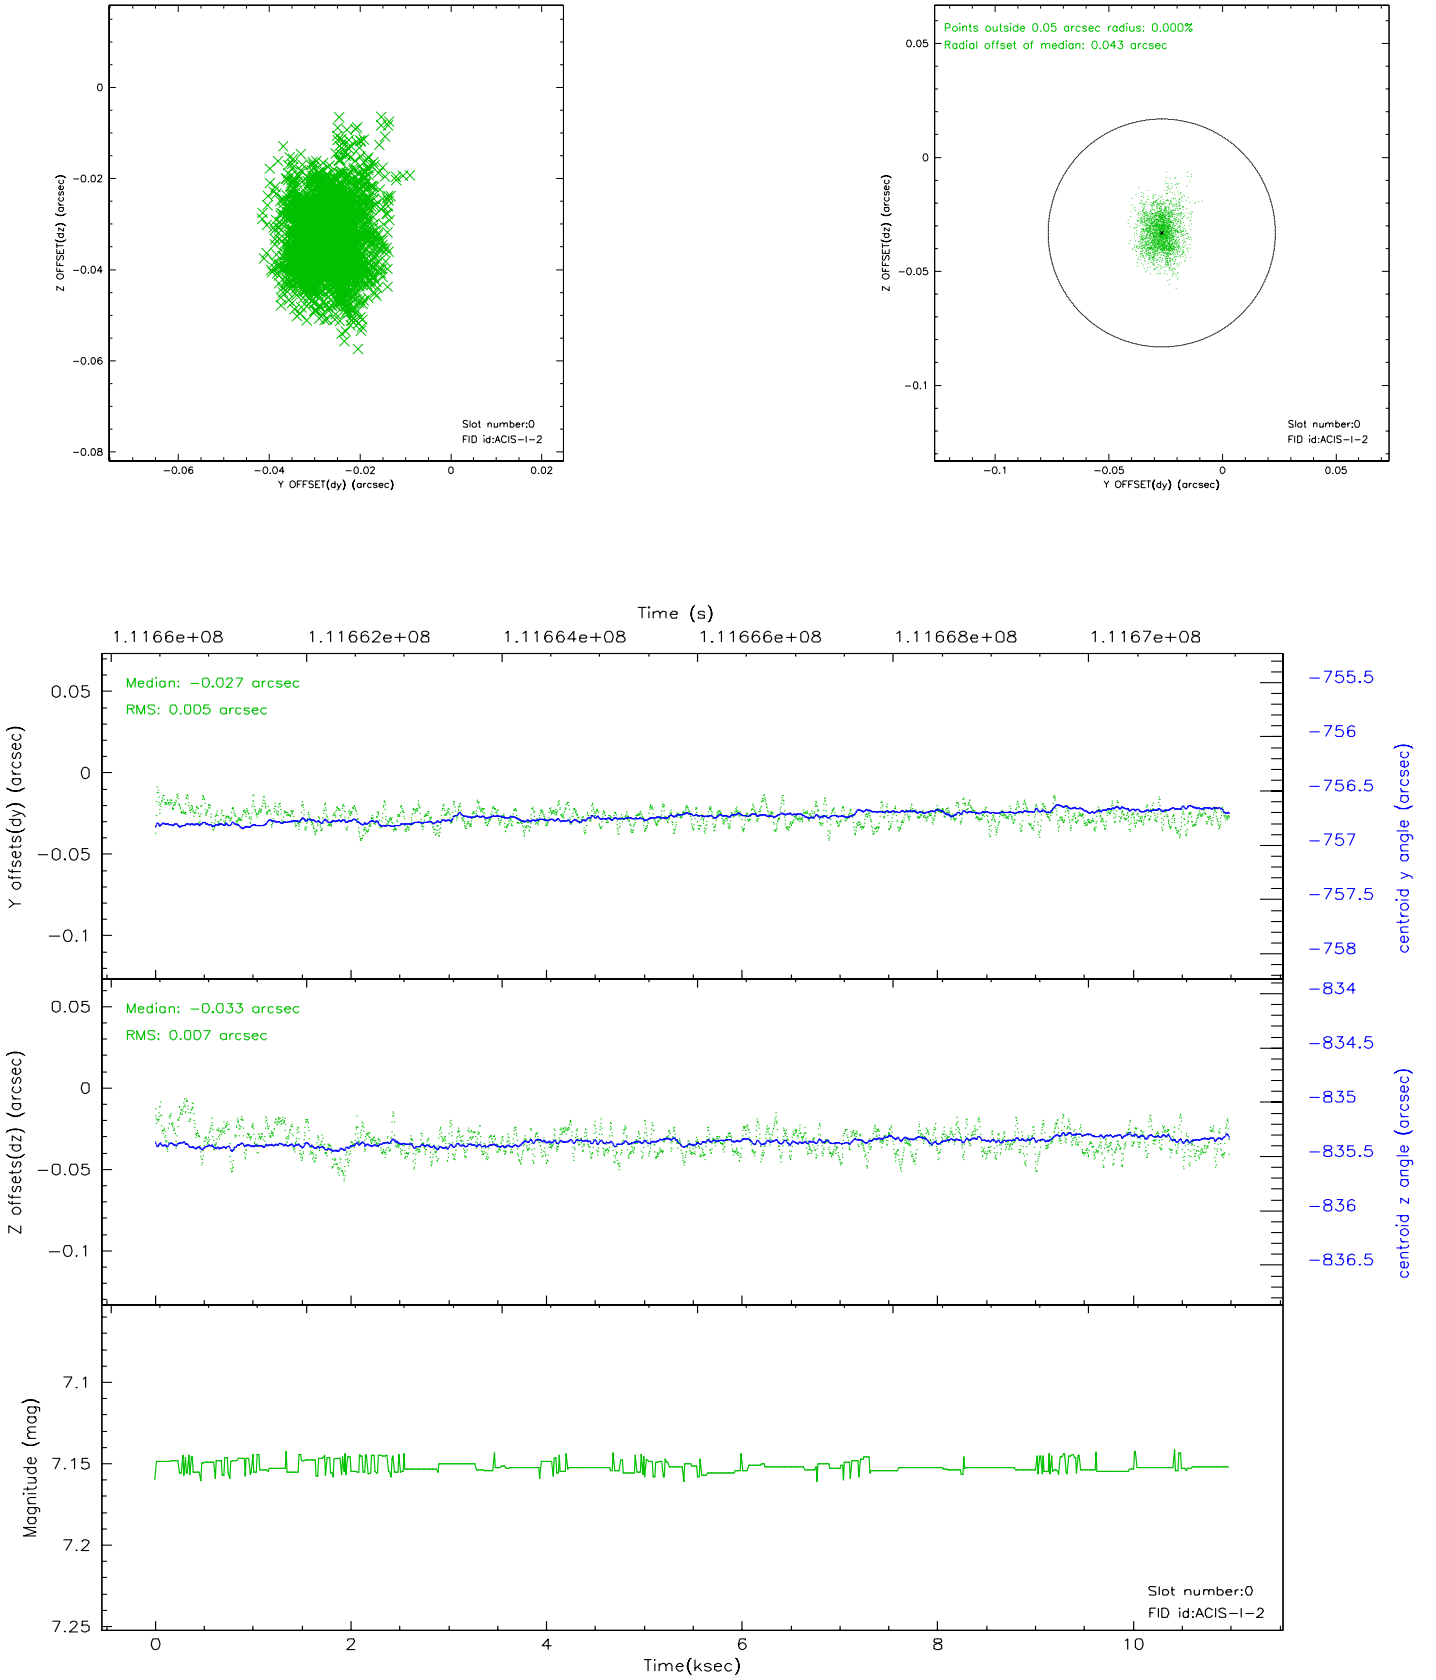 0
−0.02
−0.04
−0.06
−0.08
Z OFFSET(dz) (arcsec)
Slot number:0
FID id:ACIS−I−2
−0.06 −0.04 −0.02 0 0.02
Y OFFSET(dy) (arcsec)
Points outside 0.05 arcsec radius: 0.000%
Radial offset of median: 0.043 arcsec
0.05
0
−0.05
−0.1
Z OFFSET(dz) (arcsec)
Slot number:0
FID id:ACIS−I−2
−0.1 −0.05 0 0.05
Y OFFSET(dy) (arcsec)
Time (s)
1.1166e+08 1.11662e+08 1.11664e+08 1.11666e+08 1.11668e+08 1.1167e+08
Median: −0.027 arcsec
RMS: 0.005 arcsec
0.05
0
−0.05
−0.1
Y offsets(dy) (arcsec)
−755.5
−756
−756.5
−757
−757.5
−758
centroid y angle (arcsec)
Median: −0.033 arcsec
RMS: 0.007 arcsec
0.05
0
−0.05
−0.1
Z offsets(dz) (arcsec)
−834
−834.5
−835
−835.5
−836
−836.5
centroid z angle (arcsec)
7.1
7.15
7.2
7.25
Magnitude (mag)
Slot number:0
FID id:ACIS−I−2
0 2 4 6 8 10
Time(ksec)